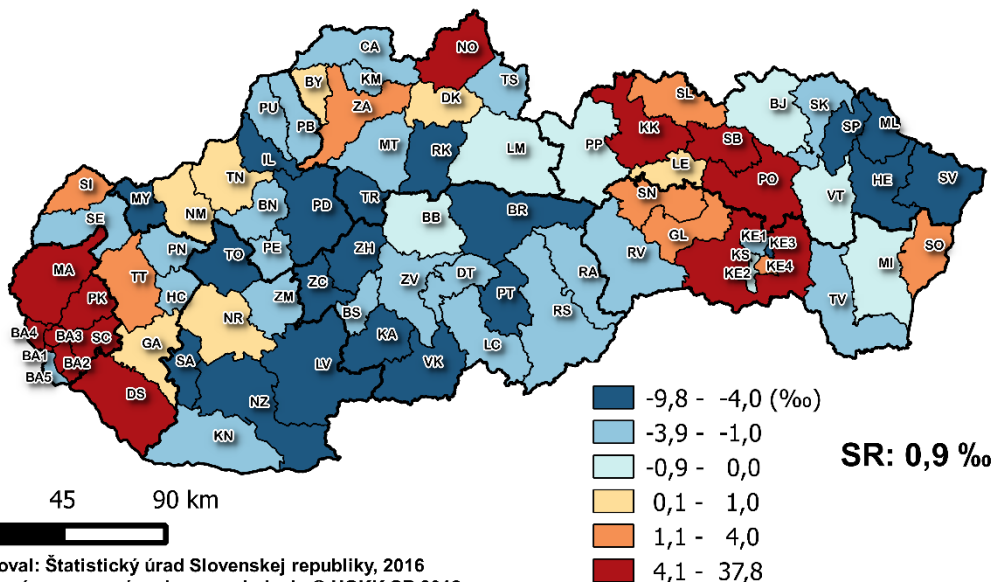 CA
NO
BY
KM
TS
SL
PU
ZA
DK
BJ
SK
PB
KK
SP
ML
MT
RK
LM
PP
SB
IL
LE
HE
SV
SI
TN
PO
MY
NM
BN
PD
TR
SN
VT
SE
BB
BR
GL
SO
PN
PE
ZH
KE1
KE3
TO
RV
KS
MA
TT
ZC
ZV
DT
RA
KE2
KE4
MI
PK
HC
ZM
PT
TV
BS
RS
NR
BA4
BA3
SC
GA
KA
LC
BA1
SA
VK
BA2
LV
BA5
DS
NZ
KN
-9,8 - -4,0 (‰)
-3,9 - -1,0
-0,9 - 0,0
0,1 - 1,0
1,1 - 4,0
4,1 - 37,8
SR: 0,9 ‰
45 90 km
oval: Štatistický úrad Slovenskej republiky, 2016